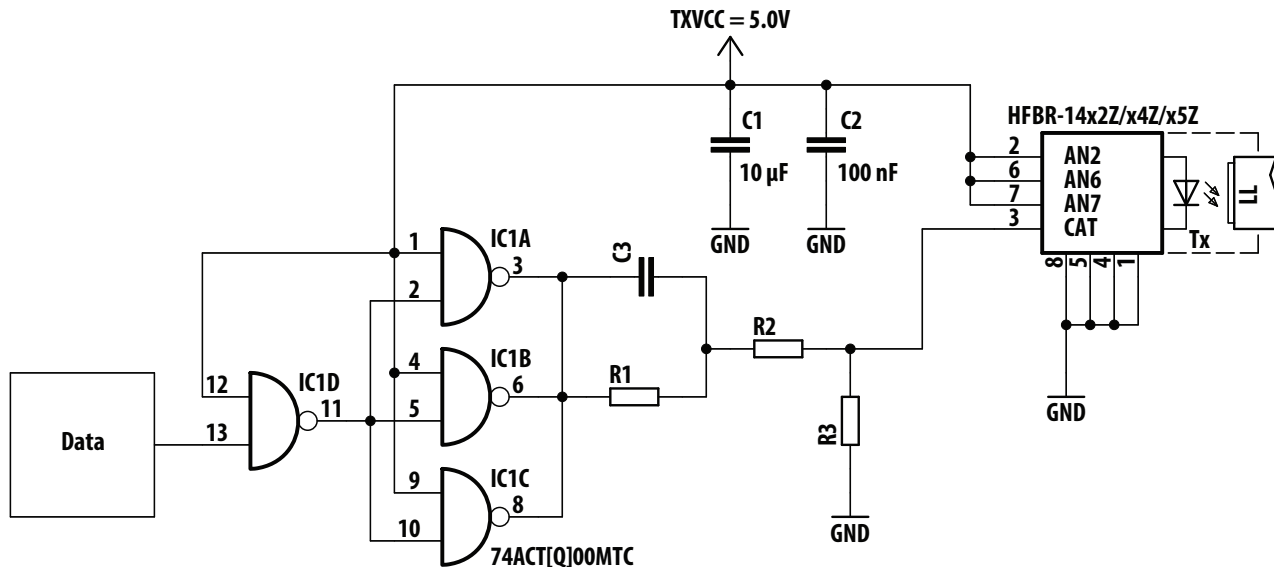 TXVCC = 5.0V
C1
10 µF
GND
C2
100 nF
GND
HFBR-14x2Z/x4Z/x5Z
2 AN2
6 AN6
7 AN7
3 CAT
8 5 4 1
Tx
LL
GND
1
2
IC1A
3
C3
4
5
IC1B
6
R1
R2
R3
GND
Data
12
13
IC1D
11
9
10
IC1C
8
74ACT[Q]00MTC